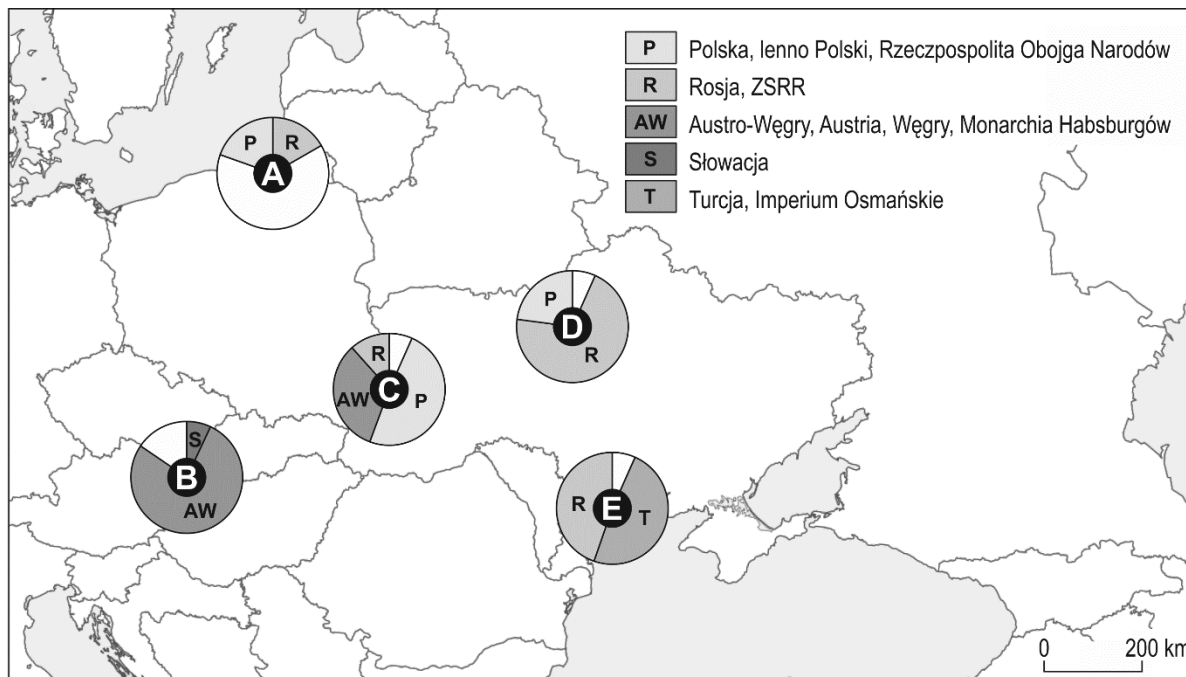 P Polska, lenno Polski, Rzeczpospolita Obojga Narodów
R Rosja, ZSRR
AW Austro-Węgry, Austria, Węgry, Monarchia Habsburgów
S Słowacja
T Turcja, Imperium Osmańskie
P R
A
P
D
R
R
C
AW P
S
B
AW
R
E
T
0 200 km